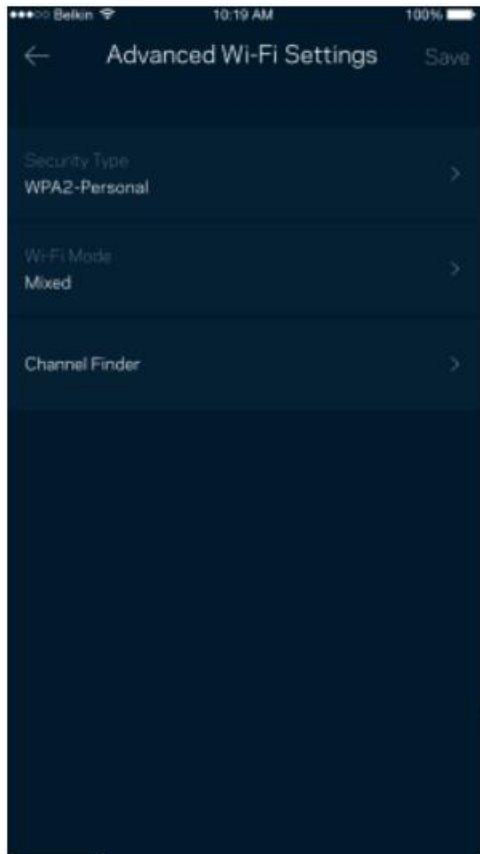 Belkin 10:19 AM 100%
Advanced Wi-Fi Settings Save
Security Type
WPA2-Personal
Wi-Fi Mode
Mixed
Channel Finder